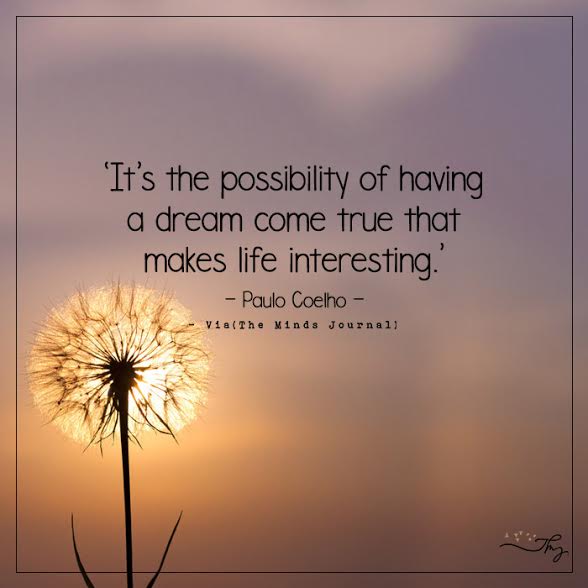 ‘It’s the possibility of having
a dream come true that
makes life interesting.’
– Paulo Coelho –
- Via(The Minds Journal)